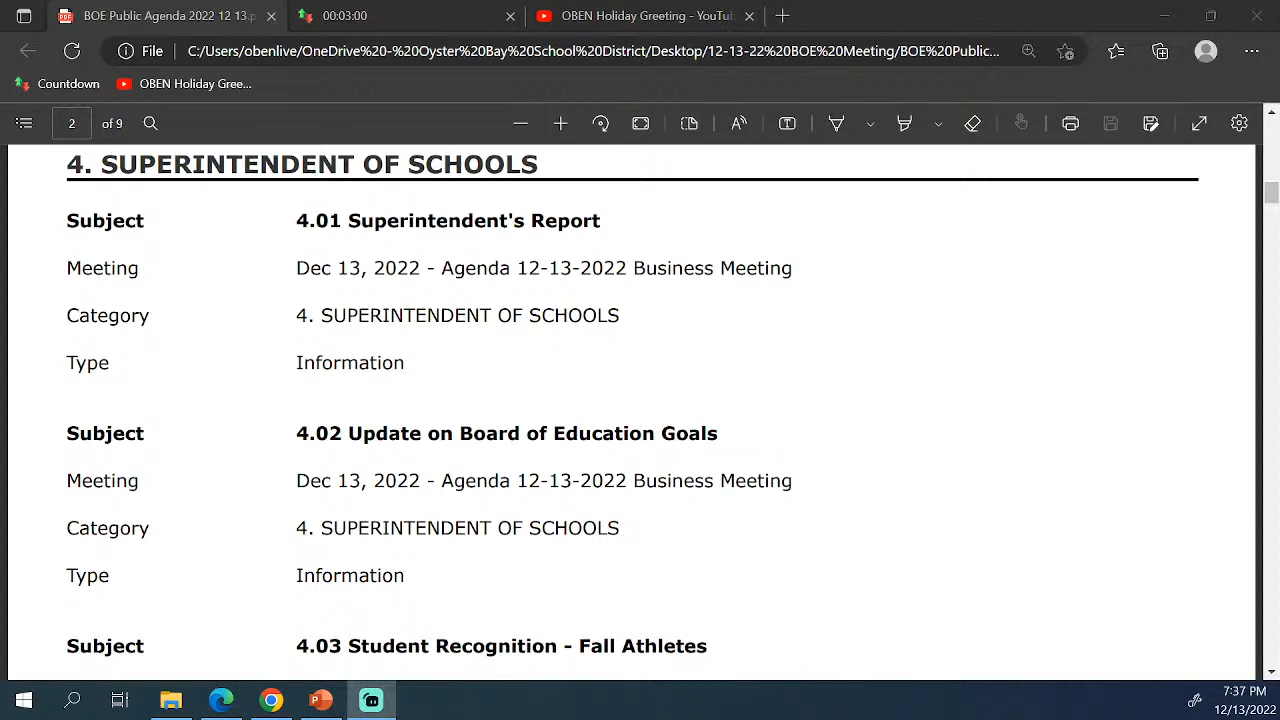 BOE Public Agenda 2022 1213.p
00:03:00
OBEN Holiday Greeting - YouTub
File
C:/Users/obenlive/OneDrive%20-%20Oyster%20Bay%20School%20District/Desktop/12-13-22%20BOE%20Meeting/BOE%20Public...
Countdown
OBEN Holiday Gree...
2 of 9
4. SUPERINTENDENT OF SCHOOLS
Subject 4.01 Superintendent's Report
Meeting Dec 13, 2022 - Agenda 12-13-2022 Business Meeting
Category 4. SUPERINTENDENT OF SCHOOLS
Type Information
Subject 4.02 Update on Board of Education Goals
Meeting Dec 13, 2022 - Agenda 12-13-2022 Business Meeting
Category 4. SUPERINTENDENT OF SCHOOLS
Type Information
Subject 4.03 Student Recognition - Fall Athletes
7:37 PM
12/13/2022